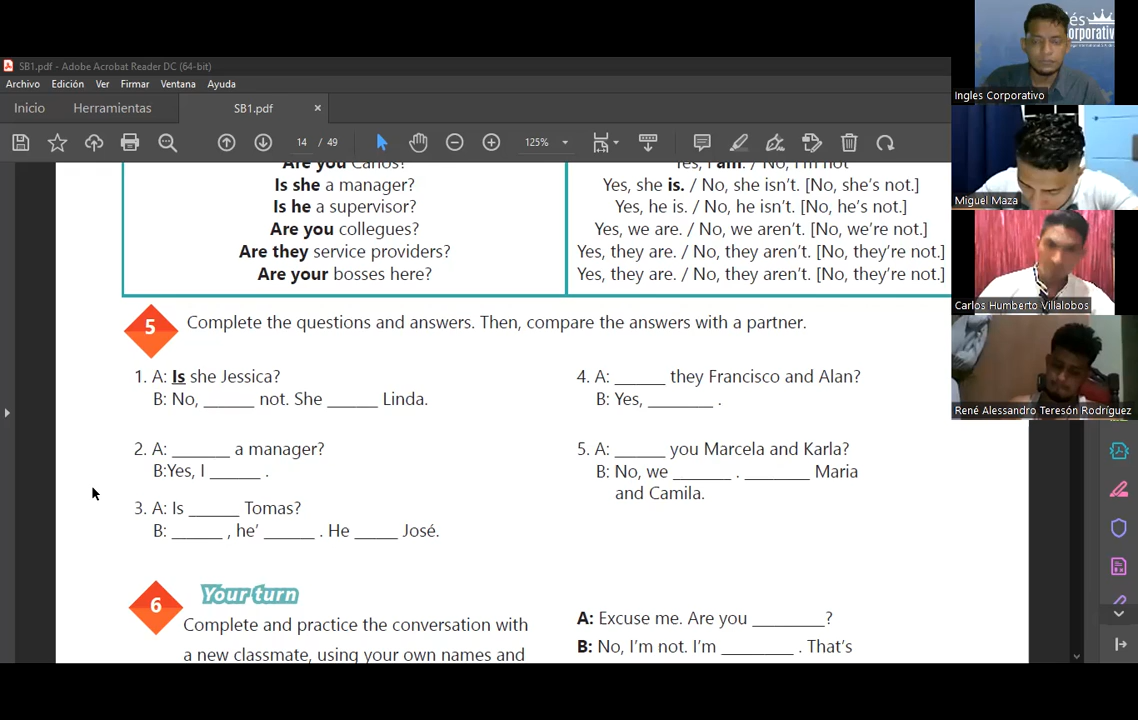 SB1.pdf - Adobe Acrobat Reader DC (64-bit)
Archivo Edición Ver Firmar Ventana Ayuda
Inicio Herramientas SB1.pdf ×
14 / 49 125%
Are you Carlos? Yes, I am. / No, I'm not
Is she a manager? Yes, she is. / No, she isn't. [No, she's not.]
Is he a supervisor? Yes, he is. / No, he isn't. [No, he's not.]
Are you collegues? Yes, we are. / No, we aren't. [No, we're not.]
Are they service providers? Yes, they are. / No, they aren't. [No, they're not.]
Are your bosses here? Yes, they are. / No, they aren't. [No, they're not.]
5 Complete the questions and answers. Then, compare the answers with a partner.
1. A: Is she Jessica?
B: No, ______ not. She ______ Linda.
2. A: _______ a manager?
B:Yes, I ______ .
3. A: Is ______ Tomas?
B: ______ , he' ______ . He _____ José.
4. A: ______ they Francisco and Alan?
B: Yes, ________ .
5. A: ______ you Marcela and Karla?
B: No, we _______ . ________ Maria
and Camila.
6 Your turn
Complete and practice the conversation with
a new classmate, using your own names and
A: Excuse me. Are you _________?
B: No, I'm not. I'm _________ . That's
Ingles Corporativo
Miguel Maza
Carlos Humberto Villalobos
René Alessandro Teresón Rodríguez